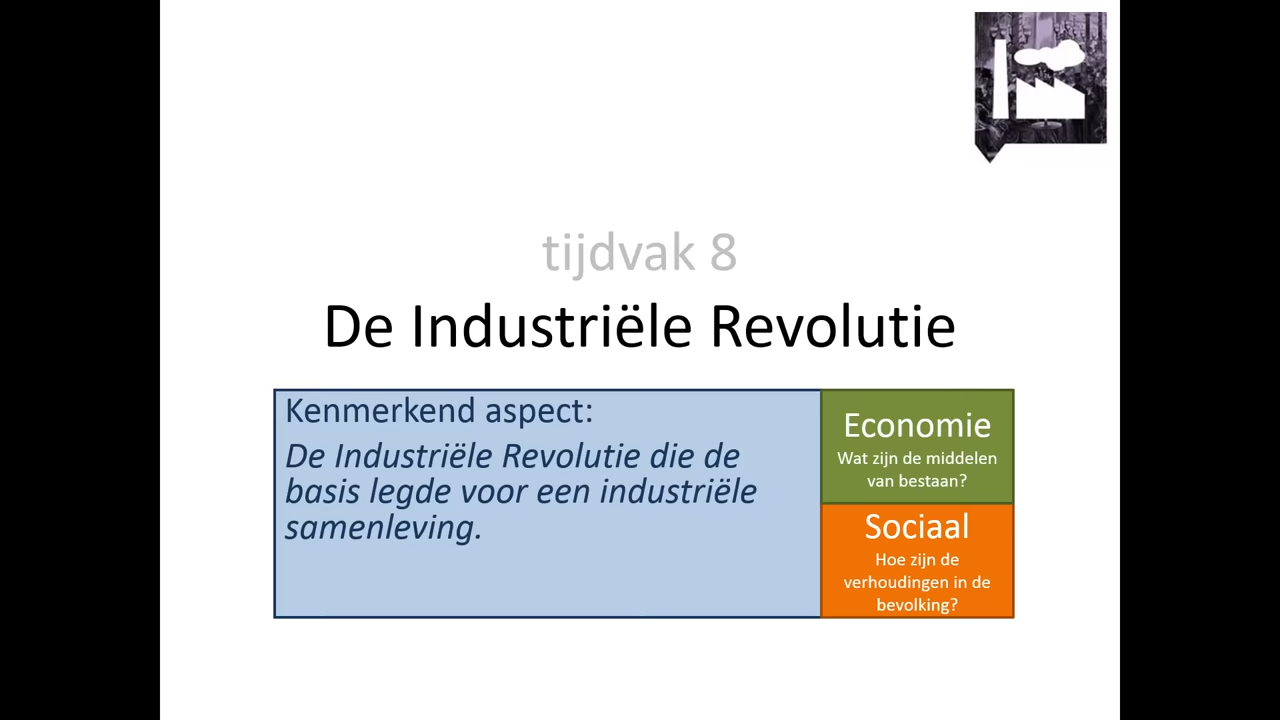 tijdvak 8
De Industriële Revolutie
Kenmerkend aspect:
De Industriële Revolutie die de
basis legde voor een industriële
samenleving.
Economie
Wat zijn de middelen
van bestaan?
Sociaal
Hoe zijn de
verhoudingen in de
bevolking?